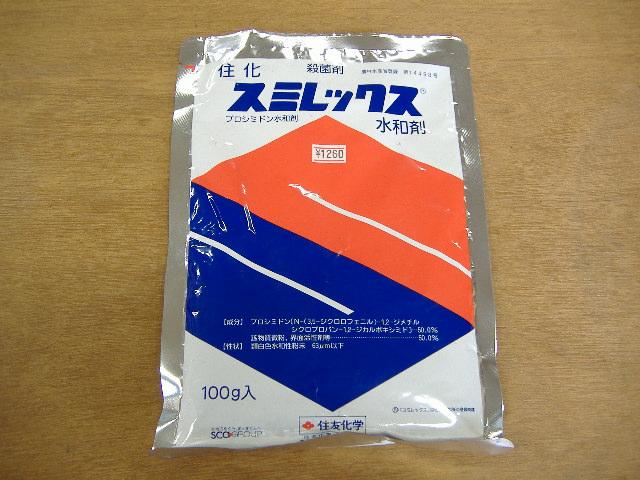 住化
殺菌剤
スミレックス®
プロシミドン水和剤
水和剤
¥1260
【成分】 プロシミドン〔N-(3,5-ジクロロフェニル)-1,2-ジメチル
シクロプロパン-1,2-ジカルボキシミド〕…50.0%
鉱物質微粉、界面活性剤等 50.0%
【性状】 類白色水和性粉末 63μm以下
100g入
SCC GROUP
住友化学